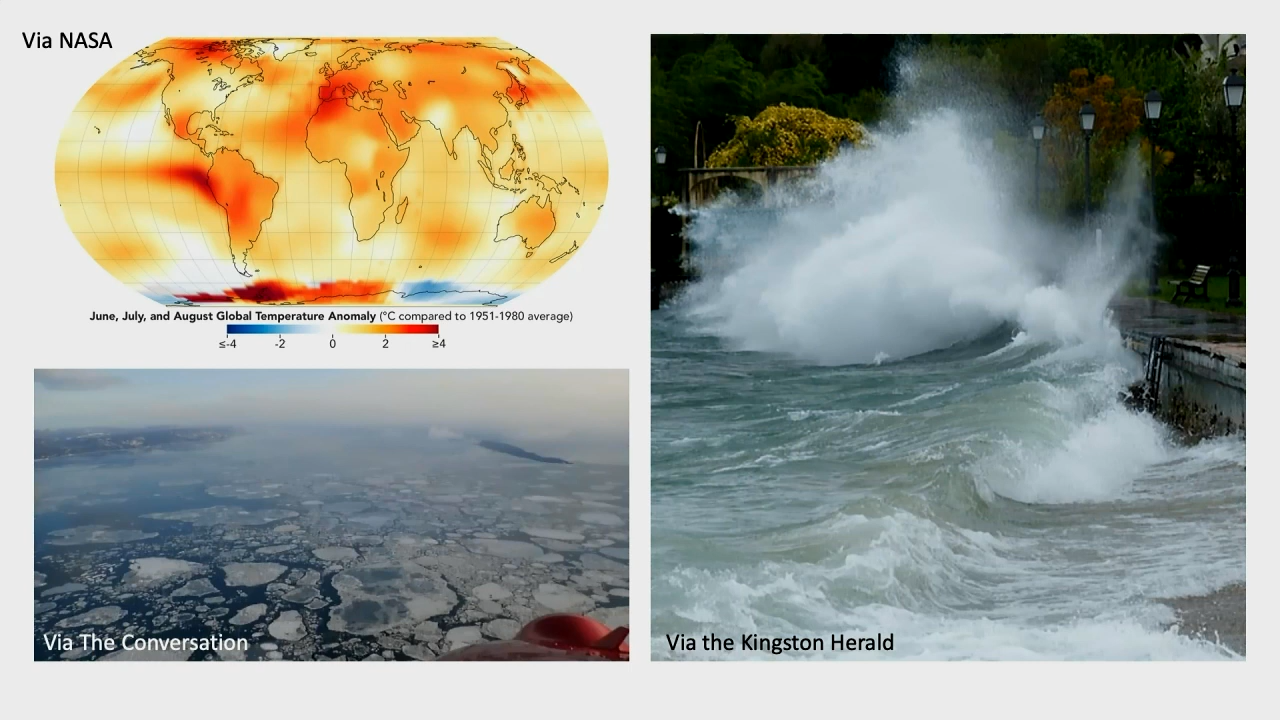 Via NASA
June, July, and August Global Temperature Anomaly (°C compared to 1951-1980 average)
≤-4 -2 0 2 ≥4
Via The Conversation
Via the Kingston Herald